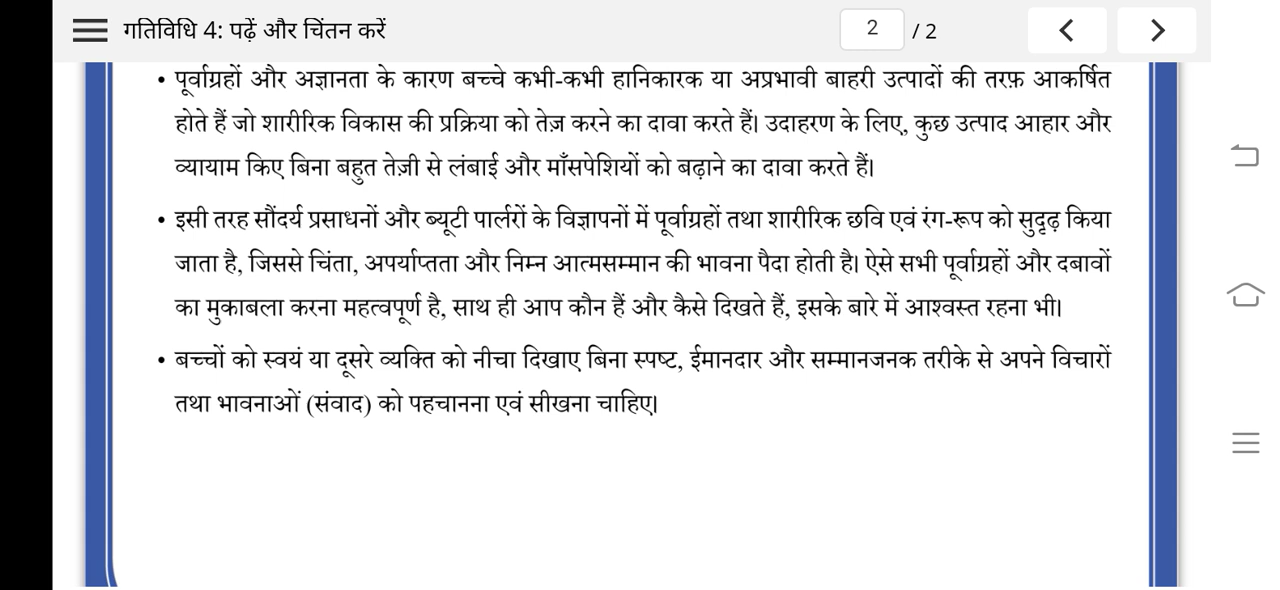 गतिविधि 4: पढ़ें और चिंतन करें
2 / 2
• पूर्वाग्रहों और अज्ञानता के कारण बच्चे कभी-कभी हानिकारक या अप्रभावी बाहरी उत्पादों की तरफ़ आकर्षित
होते हैं जो शारीरिक विकास की प्रक्रिया को तेज़ करने का दावा करते हैं। उदाहरण के लिए, कुछ उत्पाद आहार और
व्यायाम किए बिना बहुत तेज़ी से लंबाई और माँसपेशियों को बढ़ाने का दावा करते हैं।
• इसी तरह सौंदर्य प्रसाधनों और ब्यूटी पार्लरों के विज्ञापनों में पूर्वाग्रहों तथा शारीरिक छवि एवं रंग-रूप को सुदृढ़ किया
जाता है, जिससे चिंता, अपर्याप्तता और निम्न आत्मसम्मान की भावना पैदा होती है। ऐसे सभी पूर्वाग्रहों और दबावों
का मुकाबला करना महत्वपूर्ण है, साथ ही आप कौन हैं और कैसे दिखते हैं, इसके बारे में आश्वस्त रहना भी।
• बच्चों को स्वयं या दूसरे व्यक्ति को नीचा दिखाए बिना स्पष्ट, ईमानदार और सम्मानजनक तरीके से अपने विचारों
तथा भावनाओं (संवाद) को पहचानना एवं सीखना चाहिए।